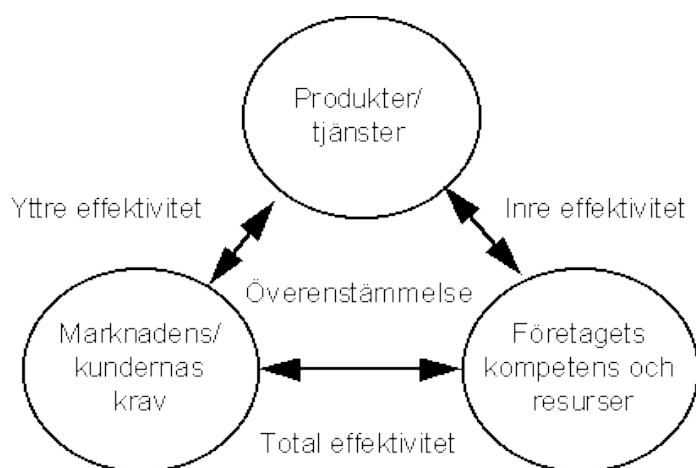 Produkter/
tjänster
Yttre effektivitet
Inre effektivitet
Överenstämmelse
Marknadens/
kundernas
krav
Företagets
kompetens och
resurser
Total effektivitet